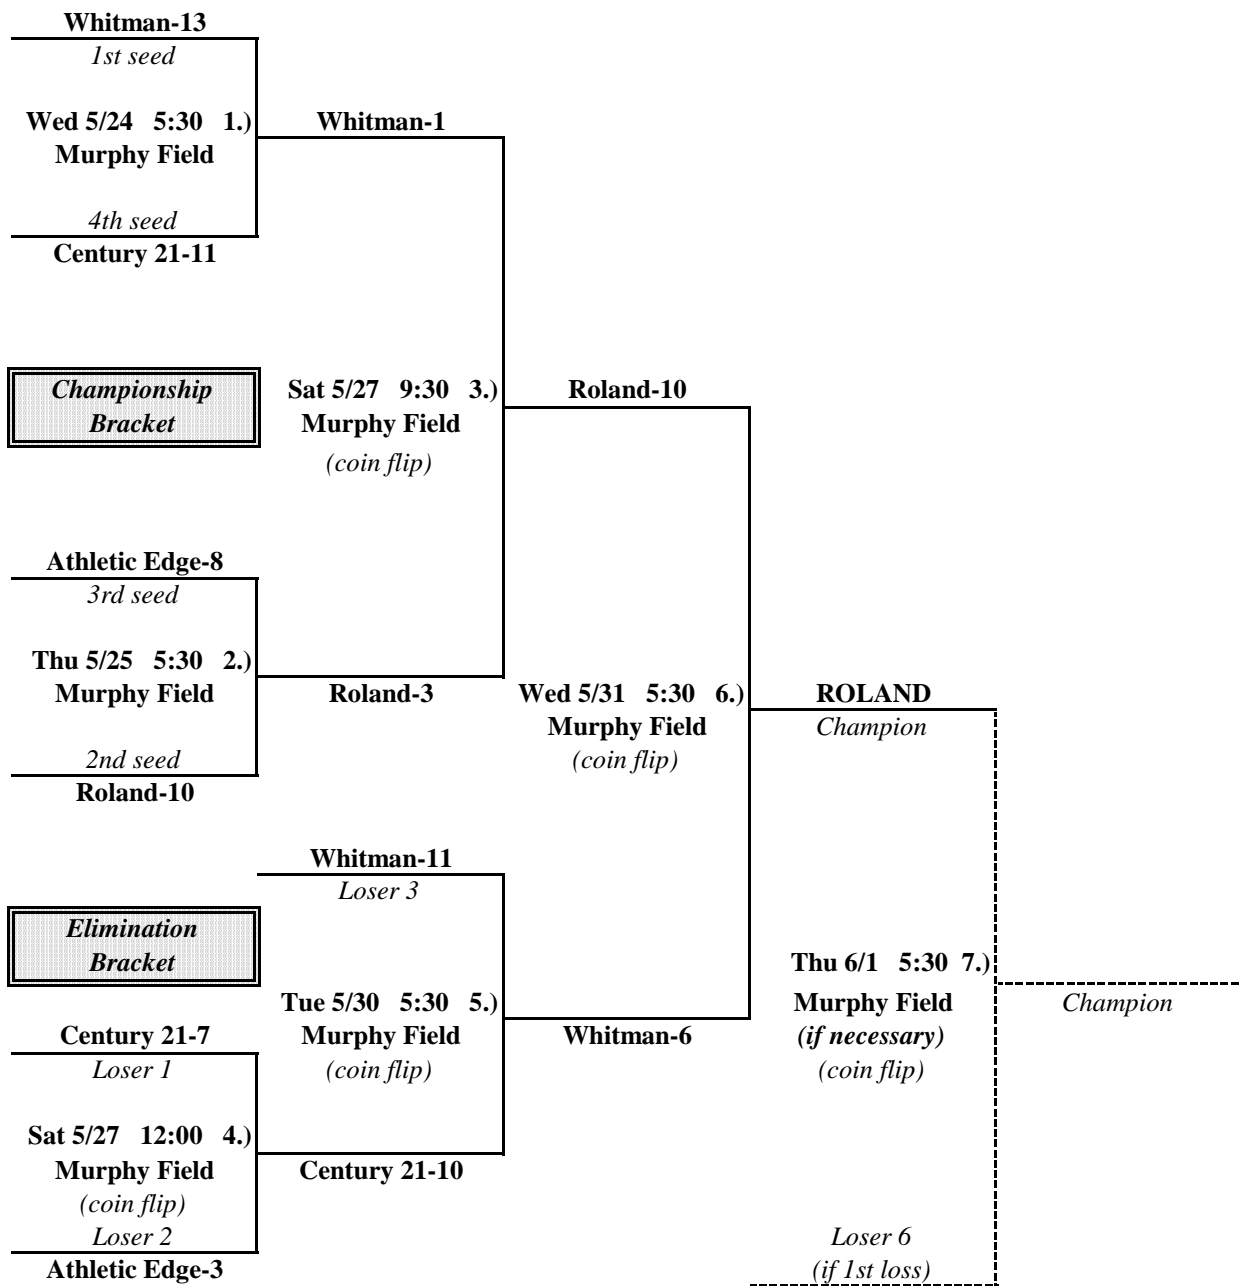 Whitman-13
1st seed
Wed 5/24 5:30 1.)
Murphy Field
Whitman-1
4th seed
Century 21-11
Championship
Bracket
Sat 5/27 9:30 3.)
Murphy Field
(coin flip)
Roland-10
Athletic Edge-8
3rd seed
Thu 5/25 5:30 2.)
Murphy Field
Roland-3
2nd seed
Roland-10
Wed 5/31 5:30 6.)
Murphy Field
(coin flip)
ROLAND
Champion
Whitman-11
Loser 3
Elimination
Bracket
Tue 5/30 5:30 5.)
Murphy Field
(coin flip)
Whitman-6
Thu 6/1 5:30 7.)
Murphy Field
(if necessary)
(coin flip)
Champion
Century 21-7
Loser 1
Sat 5/27 12:00 4.)
Murphy Field
(coin flip)
Century 21-10
Loser 2
Athletic Edge-3
Loser 6
(if 1st loss)